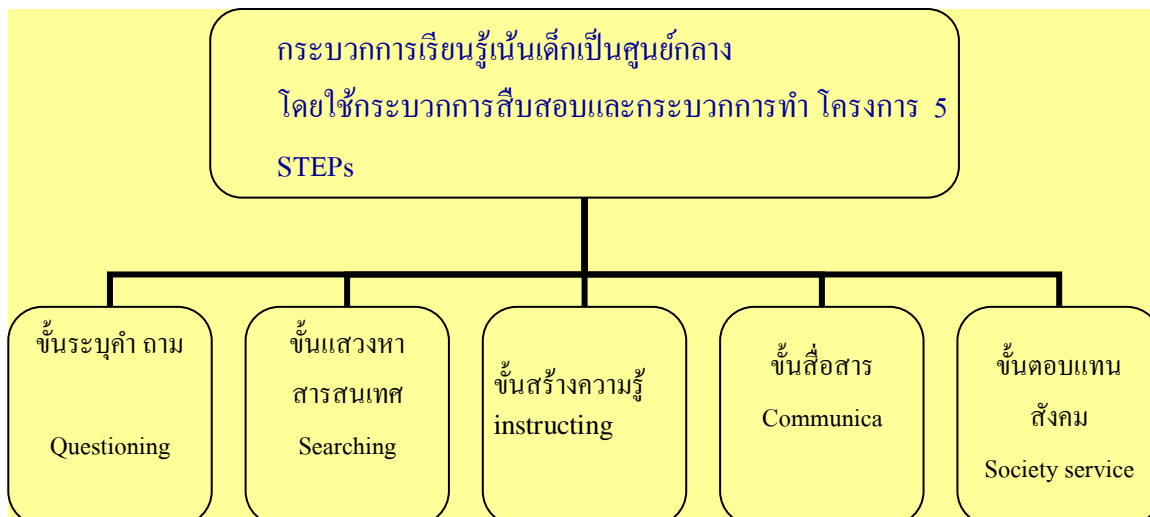 กระบวกการเรียนรู้เน้นเด็กเป็นศูนย์กลาง
โดยใช้กระบวกการสืบสอบและกระบวกการทำ โครงการ 5
STEPs
ขั้นระบุคำ ถาม
Questioning
ขั้นแสวงหา
สารสนเทศ
Searching
ขั้นสร้างความรู้
instructing
ขั้นสื่อสาร
Communica
ขั้นตอบแทน
สังคม
Society service